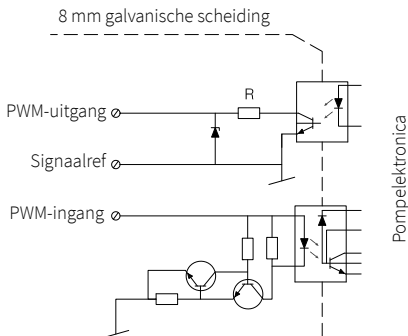 8 mm galvanische scheiding
R
PWM-uitgang
Signaalref
PWM-ingang
Pompelektronica